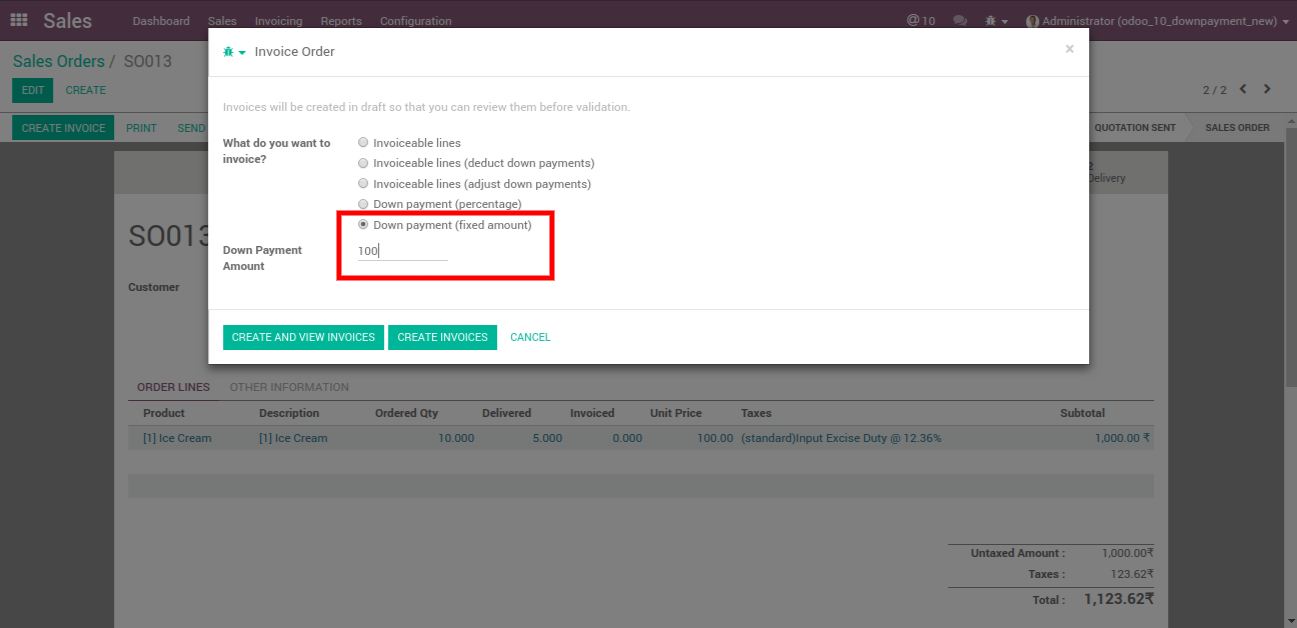 Sales Dashboard Sales Invoicing Reports Configuration @ 10 Administrator (odoo_10_downpayment_new)
Invoice Order ×
Sales Orders / SO013
EDIT CREATE
2 / 2
Invoices will be created in draft so that you can review them before validation.
CREATE INVOICE PRINT SEND QUOTATION SENT SALES ORDER
What do you want to invoice?
Invoiceable lines
Invoiceable lines (deduct down payments)
Invoiceable lines (adjust down payments)
Down payment (percentage)
Down payment (fixed amount)
2
Delivery
SO013
Down Payment Amount
100
Customer
CREATE AND VIEW INVOICES CREATE INVOICES CANCEL
ORDER LINES OTHER INFORMATION
Product Description Ordered Qty Delivered Invoiced Unit Price Taxes Subtotal
[1] Ice Cream [1] Ice Cream 10.000 5.000 0.000 100.00 (standard)Input Excise Duty @ 12.36% 1,000.00 ₹
Untaxed Amount : 1,000.00₹
Taxes : 123.62₹
Total : 1,123.62₹